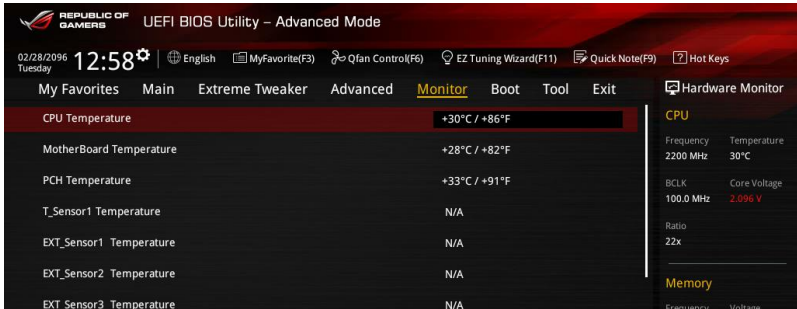 REPUBLIC OF
GAMERS
UEFI BIOS Utility – Advanced Mode
02/28/2096
Tuesday
12:58
English
MyFavorite(F3)
Qfan Control(F6)
EZ Tuning Wizard(F11)
Quick Note(F9)
? Hot Keys
My Favorites Main Extreme Tweaker Advanced Monitor Boot Tool Exit
Hardware Monitor
CPU Temperature +30°C / +86°F
MotherBoard Temperature +28°C / +82°F
PCH Temperature +33°C / +91°F
T_Sensor1 Temperature N/A
EXT_Sensor1 Temperature N/A
EXT_Sensor2 Temperature N/A
EXT_Sensor3 Temperature N/A
CPU
Frequency Temperature
2200 MHz 30°C
BCLK Core Voltage
100.0 MHz 2.096 V
Ratio
22x
Memory
Frequency Voltage